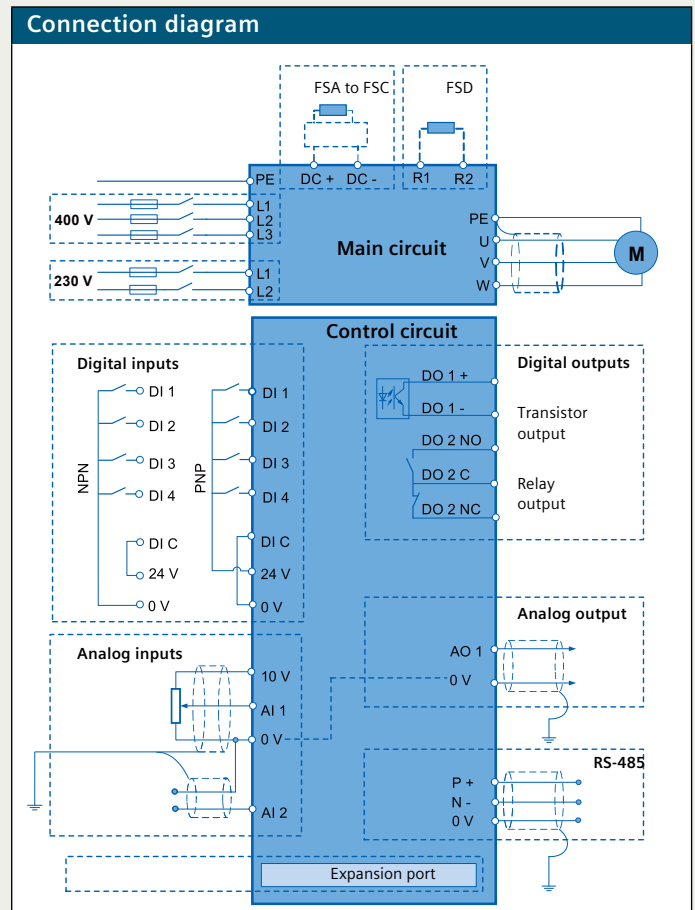 Connection diagram
FSA to FSC
FSD
PE
DC +
DC -
R1
R2
400 V
L1
L2
L3
230 V
L1
L2
Main circuit
PE
U
V
W
M
Control circuit
Digital inputs
NPN
DI 1
DI 2
DI 3
DI 4
DI C
24 V
0 V
PNP
DI 1
DI 2
DI 3
DI 4
DI C
24 V
0 V
Digital outputs
DO 1 +
DO 1 -
Transistor
output
DO 2 NO
DO 2 C
DO 2 NC
Relay
output
Analog inputs
10 V
AI 1
0 V
AI 2
Analog output
AO 1
0 V
RS-485
P +
N -
0 V
Expansion port